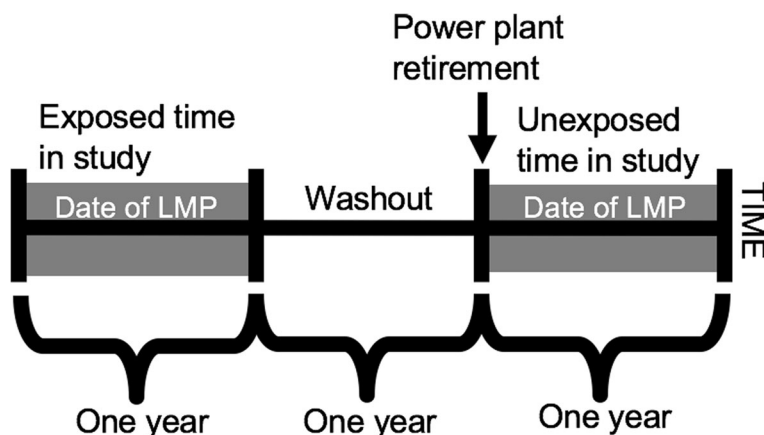 Power plant
retirement
Exposed time
in study
Unexposed
time in study
Date of LMP
Washout
Date of LMP
TIME
One year
One year
One year